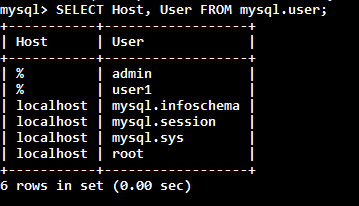 mysql> SELECT Host, User FROM mysql.user;
+-----------+------------------+
| Host      | User             |
+-----------+------------------+
| %         | admin            |
| %         | user1            |
| localhost | mysql.infoschema |
| localhost | mysql.session    |
| localhost | mysql.sys        |
| localhost | root             |
+-----------+------------------+
6 rows in set (0.00 sec)